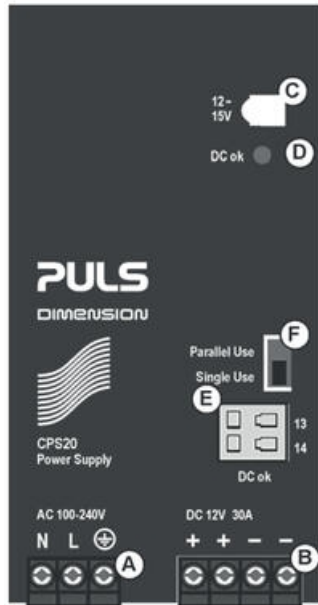 C
12–
15V
DC ok
D
PULS
DIMENSION
F
Parallel Use
Single Use
E
13
14
DC ok
CPS20
Power Supply
AC 100-240V
N L
A
DC 12V 30A
+ + – –
B